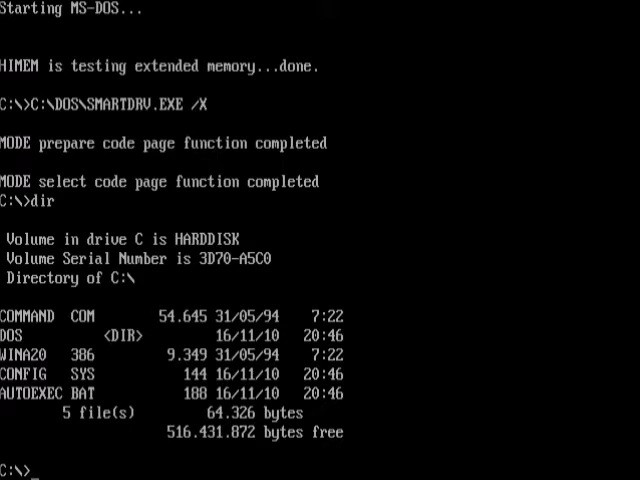 Starting MS-DOS...
HIMEM is testing extended memory...done.
C:\>C:\DOS\SMARTDRV.EXE /X
MODE prepare code page function completed
MODE select code page function completed
C:\>dir
Volume in drive C is HARDDISK
Volume Serial Number is 3D70-A5C0
Directory of C:\
COMMAND  COM        54.645 31/05/94   7:22
DOS          <DIR>         16/11/10  20:46
WINA20   386         9.349 31/05/94   7:22
CONFIG   SYS           144 16/11/10  20:46
AUTOEXEC BAT           188 16/11/10  20:46
5 file(s)         64.326 bytes
516.431.872 bytes free
C:\>_